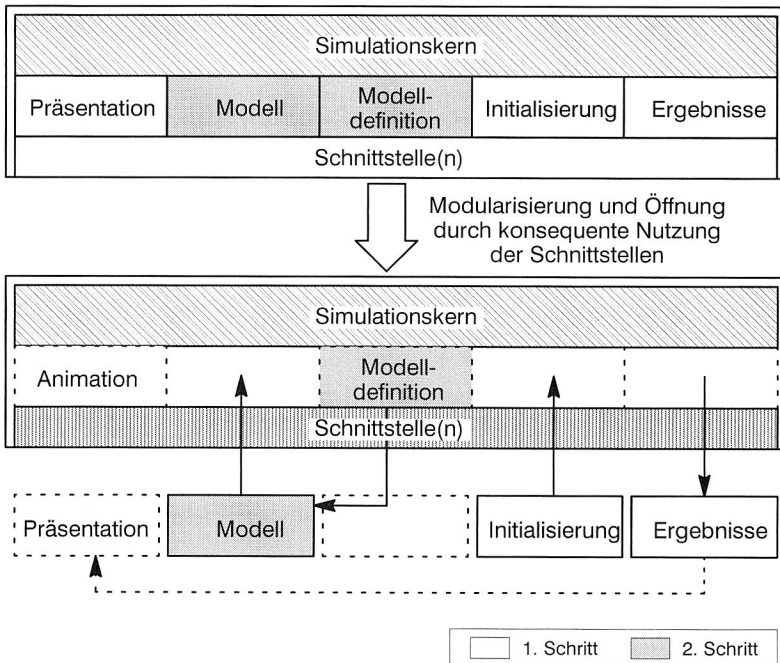 Simulationskern
Präsentation
Modell
Modell-
definition
Initialisierung
Ergebnisse
Schnittstelle(n)
Modularisierung und Öffnung
durch konsequente Nutzung
der Schnittstellen
Simulationskern
Animation
Modell-
definition
Schnittstelle(n)
Präsentation
Modell
Initialisierung
Ergebnisse
1. Schritt
2. Schritt